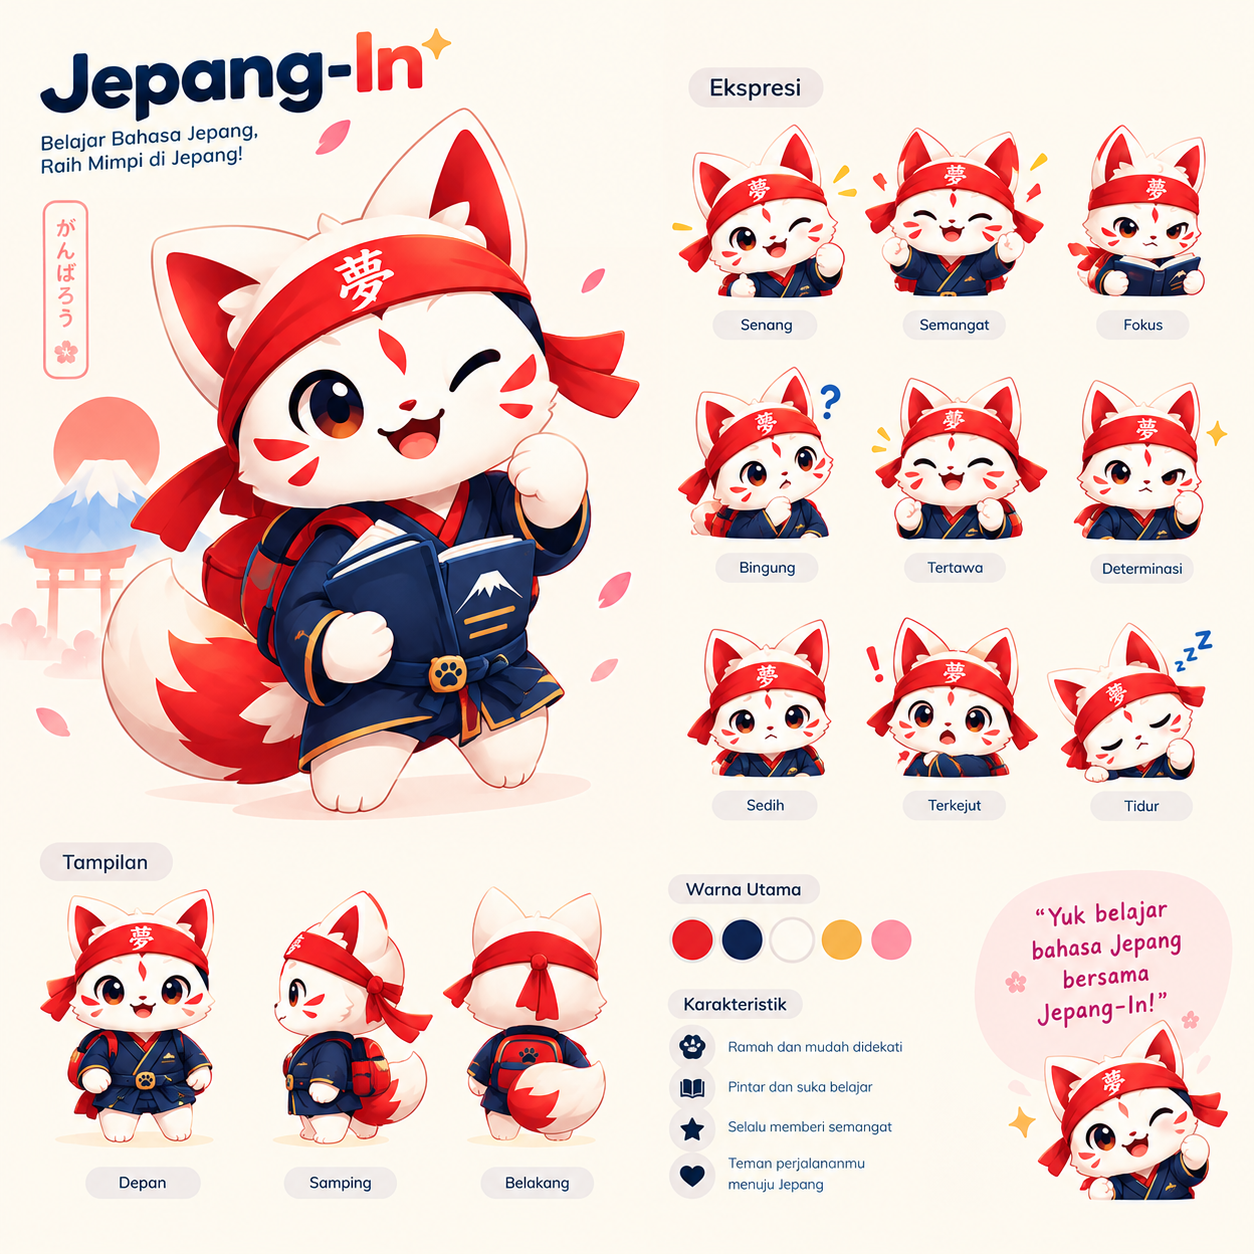 Jepang-In
Belajar Bahasa Jepang,
Raih Mimpi di Jepang!
がんばろう
夢
Ekspresi
夢
夢
夢
Senang
Semangat
Fokus
?
夢
夢
夢
Bingung
Tertawa
Determinasi
!
zzZ
夢
夢
夢
Sedih
Terkejut
Tidur
Tampilan
夢
夢
Depan
Samping
Belakang
Warna Utama
Karakteristik
Ramah dan mudah didekati
Pintar dan suka belajar
Selalu memberi semangat
Teman perjalananmu
menuju Jepang
“Yuk belajar
bahasa Jepang
bersama
Jepang-In!”
夢